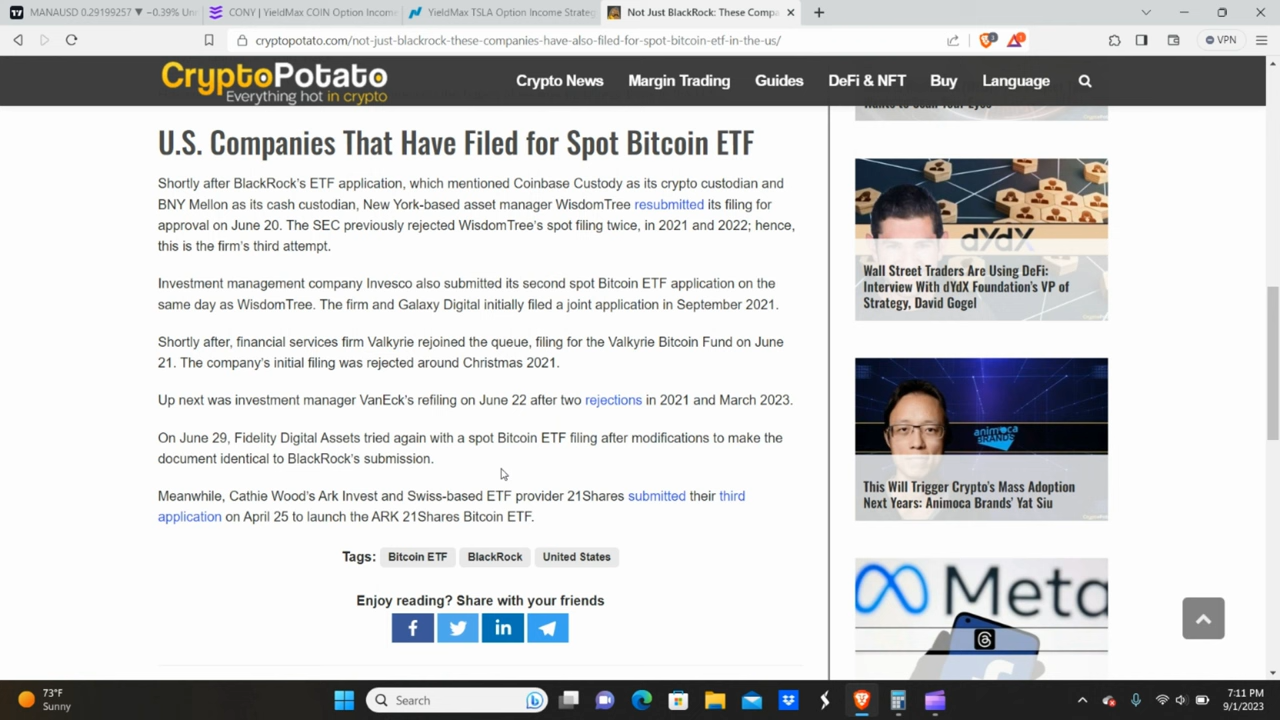 MANAUSD 0.29199257 ▼ −0.39% Un
CONY | YieldMax COIN Option Incom
YieldMax TSLA Option Income Strate
Not Just BlackRock: These Compa
cryptopotato.com/not-just-blackrock-these-companies-have-also-filed-for-spot-bitcoin-etf-in-the-us/
VPN
CryptoPotato
Everything hot in crypto
Crypto News
Margin Trading
Guides
DeFi & NFT
Buy
Language
U.S. Companies That Have Filed for Spot Bitcoin ETF
Shortly after BlackRock's ETF application, which mentioned Coinbase Custody as its crypto custodian and
BNY Mellon as its cash custodian, New York-based asset manager WisdomTree resubmitted its filing for
approval on June 20. The SEC previously rejected WisdomTree's spot filing twice, in 2021 and 2022; hence,
this is the firm's third attempt.
Investment management company Invesco also submitted its second spot Bitcoin ETF application on the
same day as WisdomTree. The firm and Galaxy Digital initially filed a joint application in September 2021.
Shortly after, financial services firm Valkyrie rejoined the queue, filing for the Valkyrie Bitcoin Fund on June
21. The company's initial filing was rejected around Christmas 2021.
Up next was investment manager VanEck's refiling on June 22 after two rejections in 2021 and March 2023.
On June 29, Fidelity Digital Assets tried again with a spot Bitcoin ETF filing after modifications to make the
document identical to BlackRock's submission.
Meanwhile, Cathie Wood's Ark Invest and Swiss-based ETF provider 21Shares submitted their third
application on April 25 to launch the ARK 21Shares Bitcoin ETF.
Tags: Bitcoin ETF BlackRock United States
Enjoy reading? Share with your friends
dYdX
Wall Street Traders Are Using DeFi:
Interview With dYdX Foundation's VP of
Strategy, David Gogel
animoca
BRANDS
This Will Trigger Crypto's Mass Adoption
Next Years: Animoca Brands' Yat Siu
Meta
73°F
Sunny
Search
7:11 PM
9/1/2023